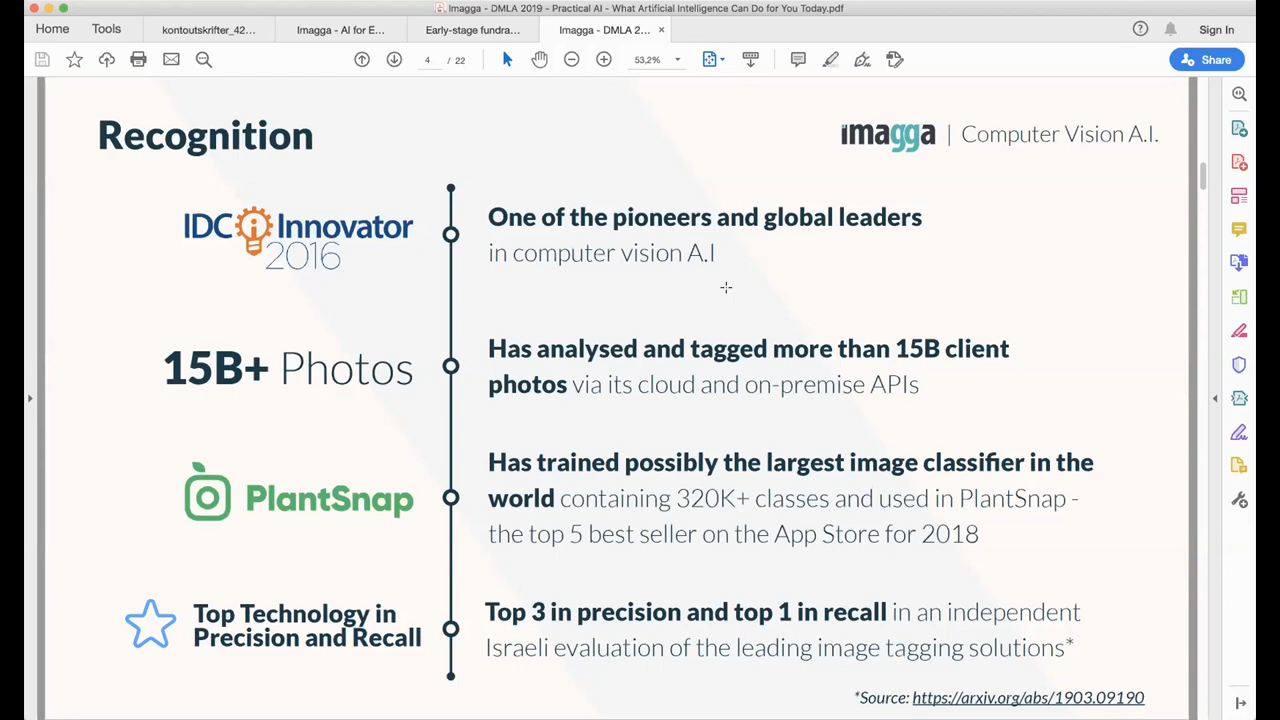 Imagga - DMLA 2019 - Practical AI - What Artificial Intelligence Can Do for You Today.pdf
Home Tools kontoutskrifter_42... Imagga - AI for E... Early-stage fundra... Imagga - DMLA 2... × Sign In
4 / 22 53,2% Share
Recognition
imagga | Computer Vision A.I.
IDC Innovator
2016
One of the pioneers and global leaders
in computer vision A.I
15B+ Photos
Has analysed and tagged more than 15B client
photos via its cloud and on-premise APIs
PlantSnap
Has trained possibly the largest image classifier in the
world containing 320K+ classes and used in PlantSnap -
the top 5 best seller on the App Store for 2018
Top Technology in
Precision and Recall
Top 3 in precision and top 1 in recall in an independent
Israeli evaluation of the leading image tagging solutions*
*Source: https://arxiv.org/abs/1903.09190